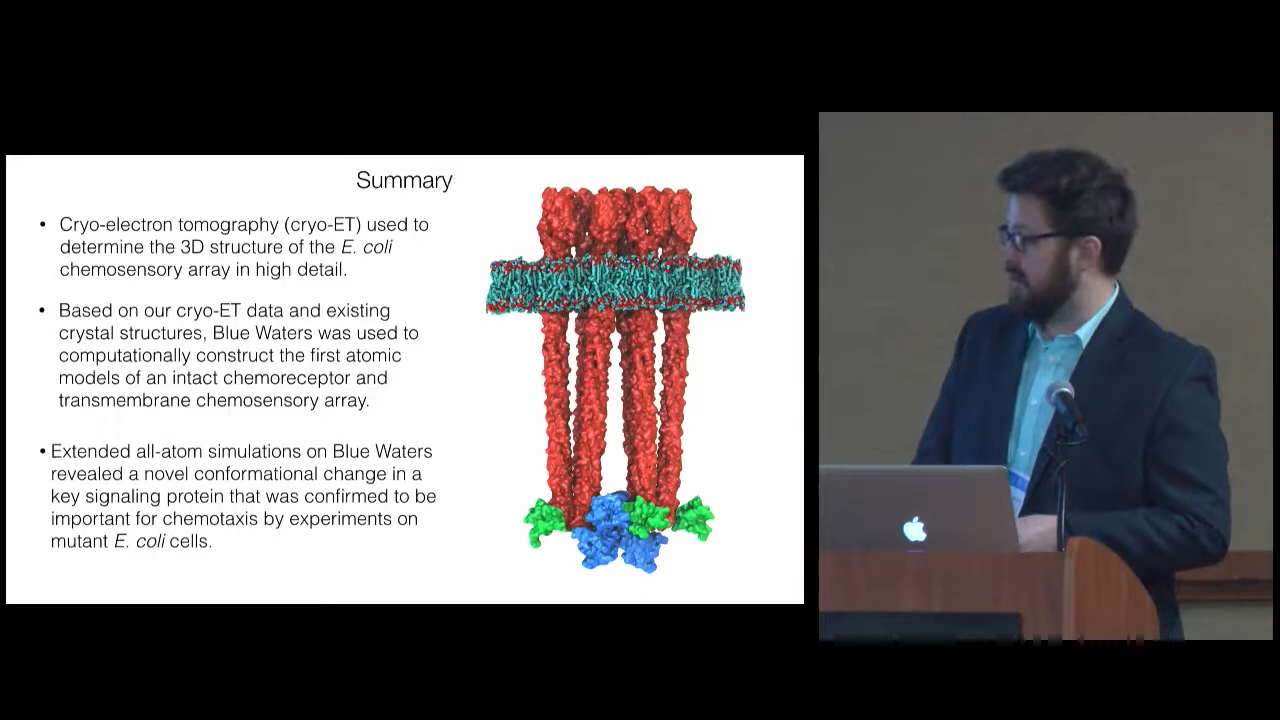 Summary
• Cryo-electron tomography (cryo-ET) used to
determine the 3D structure of the E. coli
chemosensory array in high detail.
• Based on our cryo-ET data and existing
crystal structures, Blue Waters was used to
computationally construct the first atomic
models of an intact chemoreceptor and
transmembrane chemosensory array.
• Extended all-atom simulations on Blue Waters
revealed a novel conformational change in a
key signaling protein that was confirmed to be
important for chemotaxis by experiments on
mutant E. coli cells.